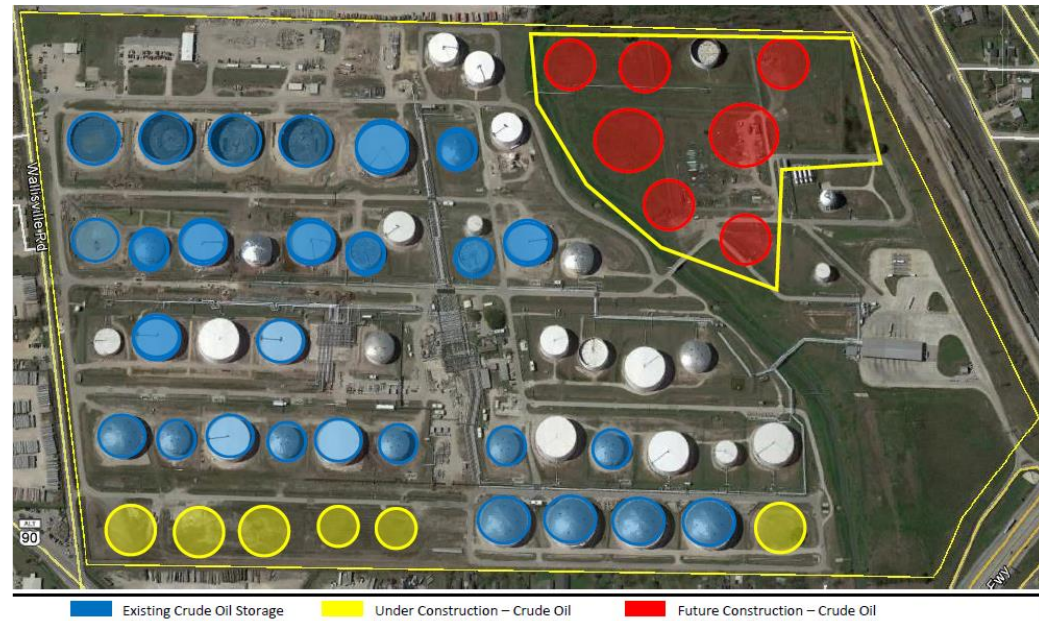 Wallisville Rd
ALT
90
Fwy
Existing Crude Oil Storage
Under Construction – Crude Oil
Future Construction – Crude Oil